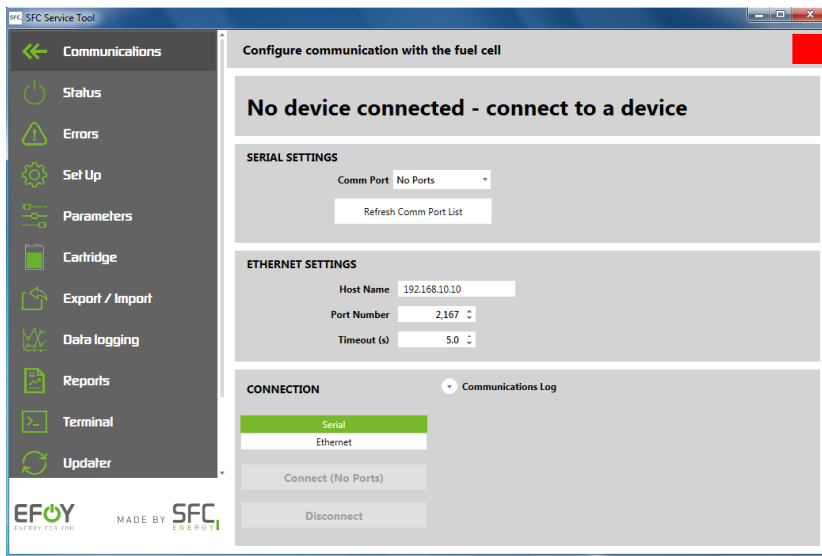 SFC SFC Service Tool
Communications
Status
Errors
Set Up
Parameters
Cartridge
Export / Import
Data logging
Reports
Terminal
Updater
EFOY
ENERGY FOR YOU
MADE BY SFC
ENERGY
Configure communication with the fuel cell
No device connected - connect to a device
SERIAL SETTINGS
Comm Port No Ports
Refresh Comm Port List
ETHERNET SETTINGS
Host Name 192.168.10.10
Port Number 2,167
Timeout (s) 5.0
CONNECTION
Communications Log
Serial
Ethernet
Connect (No Ports)
Disconnect